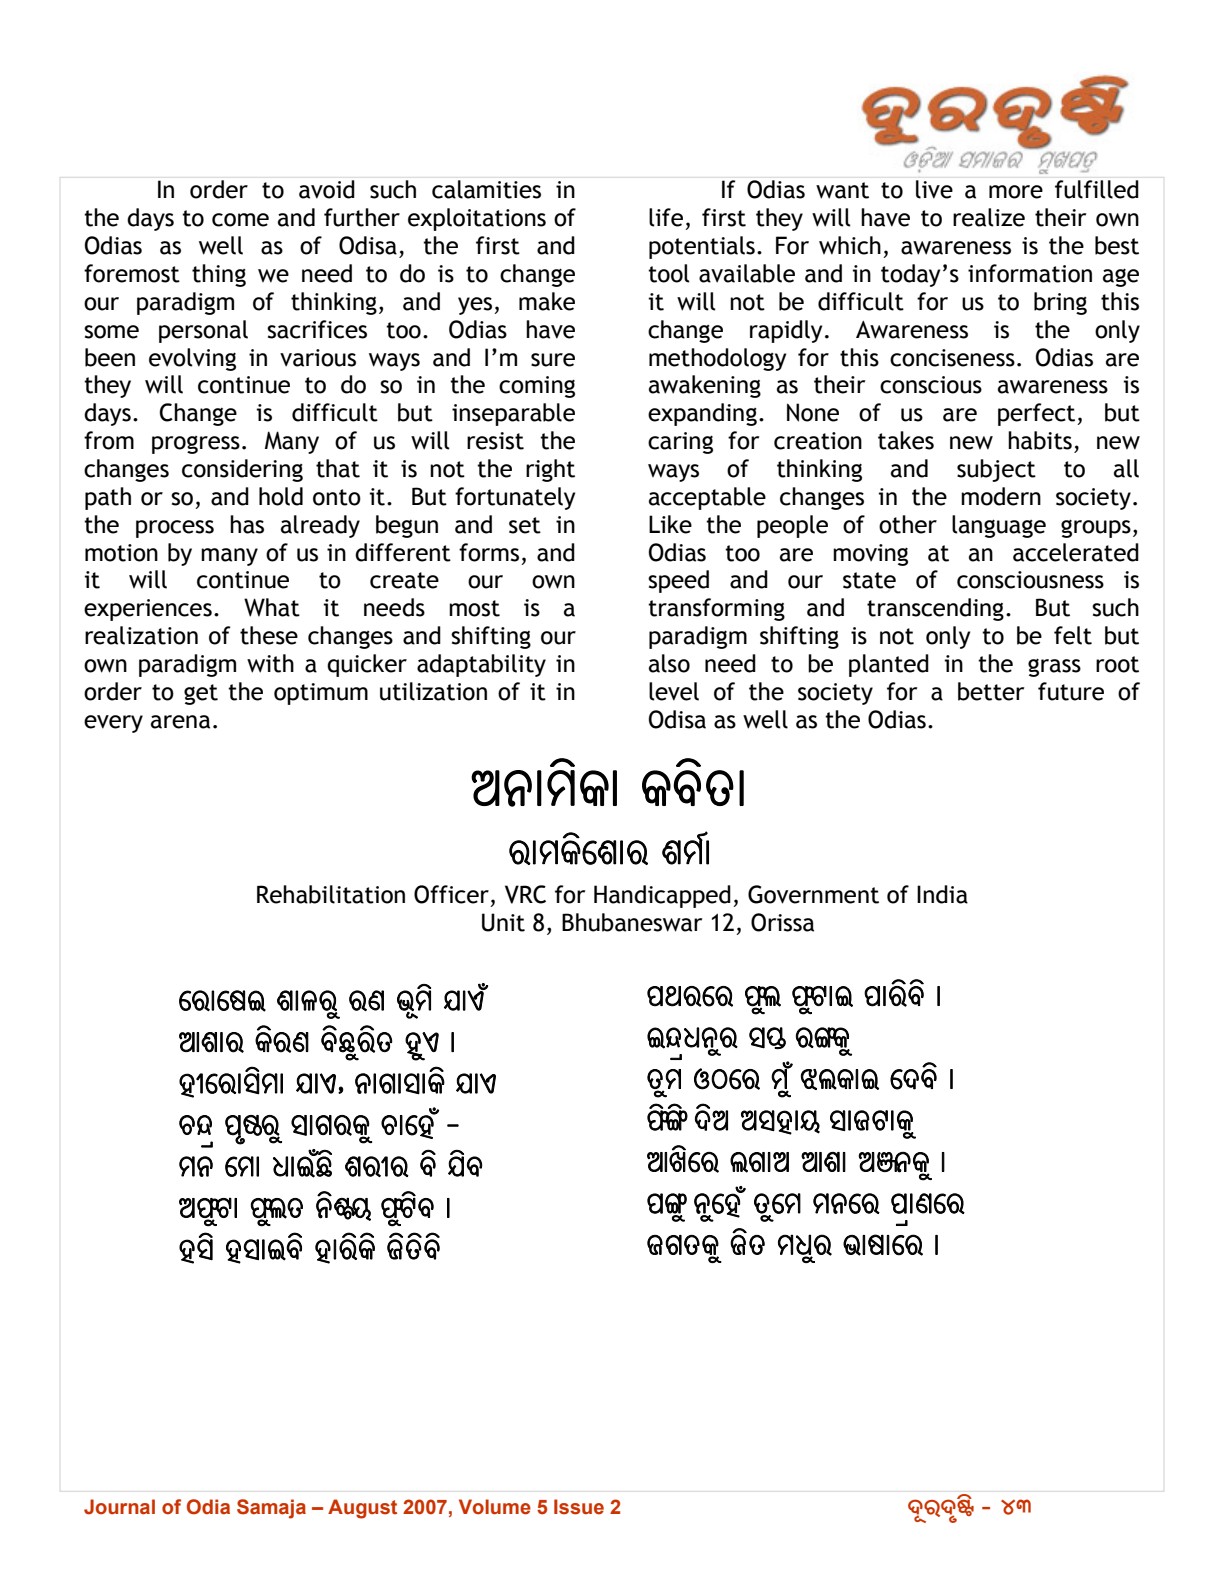 ଦୂରଦୃଷ୍ଟି
ଓଡ଼ିଆ ସମାଜର ମୁଖପତ୍ର
In order to avoid such calamities in
the days to come and further exploitations of
Odias as well as of Odisa, the first and
foremost thing we need to do is to change
our paradigm of thinking, and yes, make
some personal sacrifices too. Odias have
been evolving in various ways and I’m sure
they will continue to do so in the coming
days. Change is difficult but inseparable
from progress. Many of us will resist the
changes considering that it is not the right
path or so, and hold onto it. But fortunately
the process has already begun and set in
motion by many of us in different forms, and
it will continue to create our own
experiences. What it needs most is a
realization of these changes and shifting our
own paradigm with a quicker adaptability in
order to get the optimum utilization of it in
every arena.
If Odias want to live a more fulfilled
life, first they will have to realize their own
potentials. For which, awareness is the best
tool available and in today’s information age
it will not be difficult for us to bring this
change rapidly. Awareness is the only
methodology for this conciseness. Odias are
awakening as their conscious awareness is
expanding. None of us are perfect, but
caring for creation takes new habits, new
ways of thinking and subject to all
acceptable changes in the modern society.
Like the people of other language groups,
Odias too are moving at an accelerated
speed and our state of consciousness is
transforming and transcending. But such
paradigm shifting is not only to be felt but
also need to be planted in the grass root
level of the society for a better future of
Odisa as well as the Odias.
ଅନାମିକା କବିତା
ରାମକିଶୋର ଶର୍ମା
Rehabilitation Officer, VRC for Handicapped, Government of India
Unit 8, Bhubaneswar 12, Orissa
ରୋଷେଇ ଶାଳରୁ ରଣ ଭୂମି ଯାଏଁ
ଆଶାର କିରଣ ବିଛୁରିତ ହୁଏ ।
ହୀରୋସିମା ଯାଏ, ନାଗାସାକି ଯାଏ
ଚନ୍ଦ୍ର ପୃଷ୍ଠରୁ ସାଗରକୁ ଚାହେଁ –
ମନ ମୋ ଧାଇଁଛି ଶରୀର ବି ଯିବ
ଅଫୁଟା ଫୁଲତ ନିଶ୍ଚୟ ଫୁଟିବ ।
ହସି ହସାଇବି ହାରିକି ଜିତିବି
ପଥରରେ ଫୁଲ ଫୁଟାଇ ପାରିବି ।
ଇନ୍ଦ୍ରଧନୁର ସପ୍ତ ରଙ୍ଗକୁ
ତୁମ ଓଠରେ ମୁଁ ଝଲକାଇ ଦେବି ।
ଫିଙ୍ଗି ଦିଅ ଅସହାୟ ସାଜଟାକୁ
ଆଖିରେ ଲଗାଅ ଆଶା ଅଞ୍ଜନକୁ ।
ପଙ୍ଗୁ ନୁହେଁ ତୁମେ ମନରେ ପ୍ରାଣରେ
ଜଗତକୁ ଜିତ ମଧୁର ଭାଷାରେ ।
Journal of Odia Samaja – August 2007, Volume 5 Issue 2
ଦୂରଦୃଷ୍ଟି – ୪୩